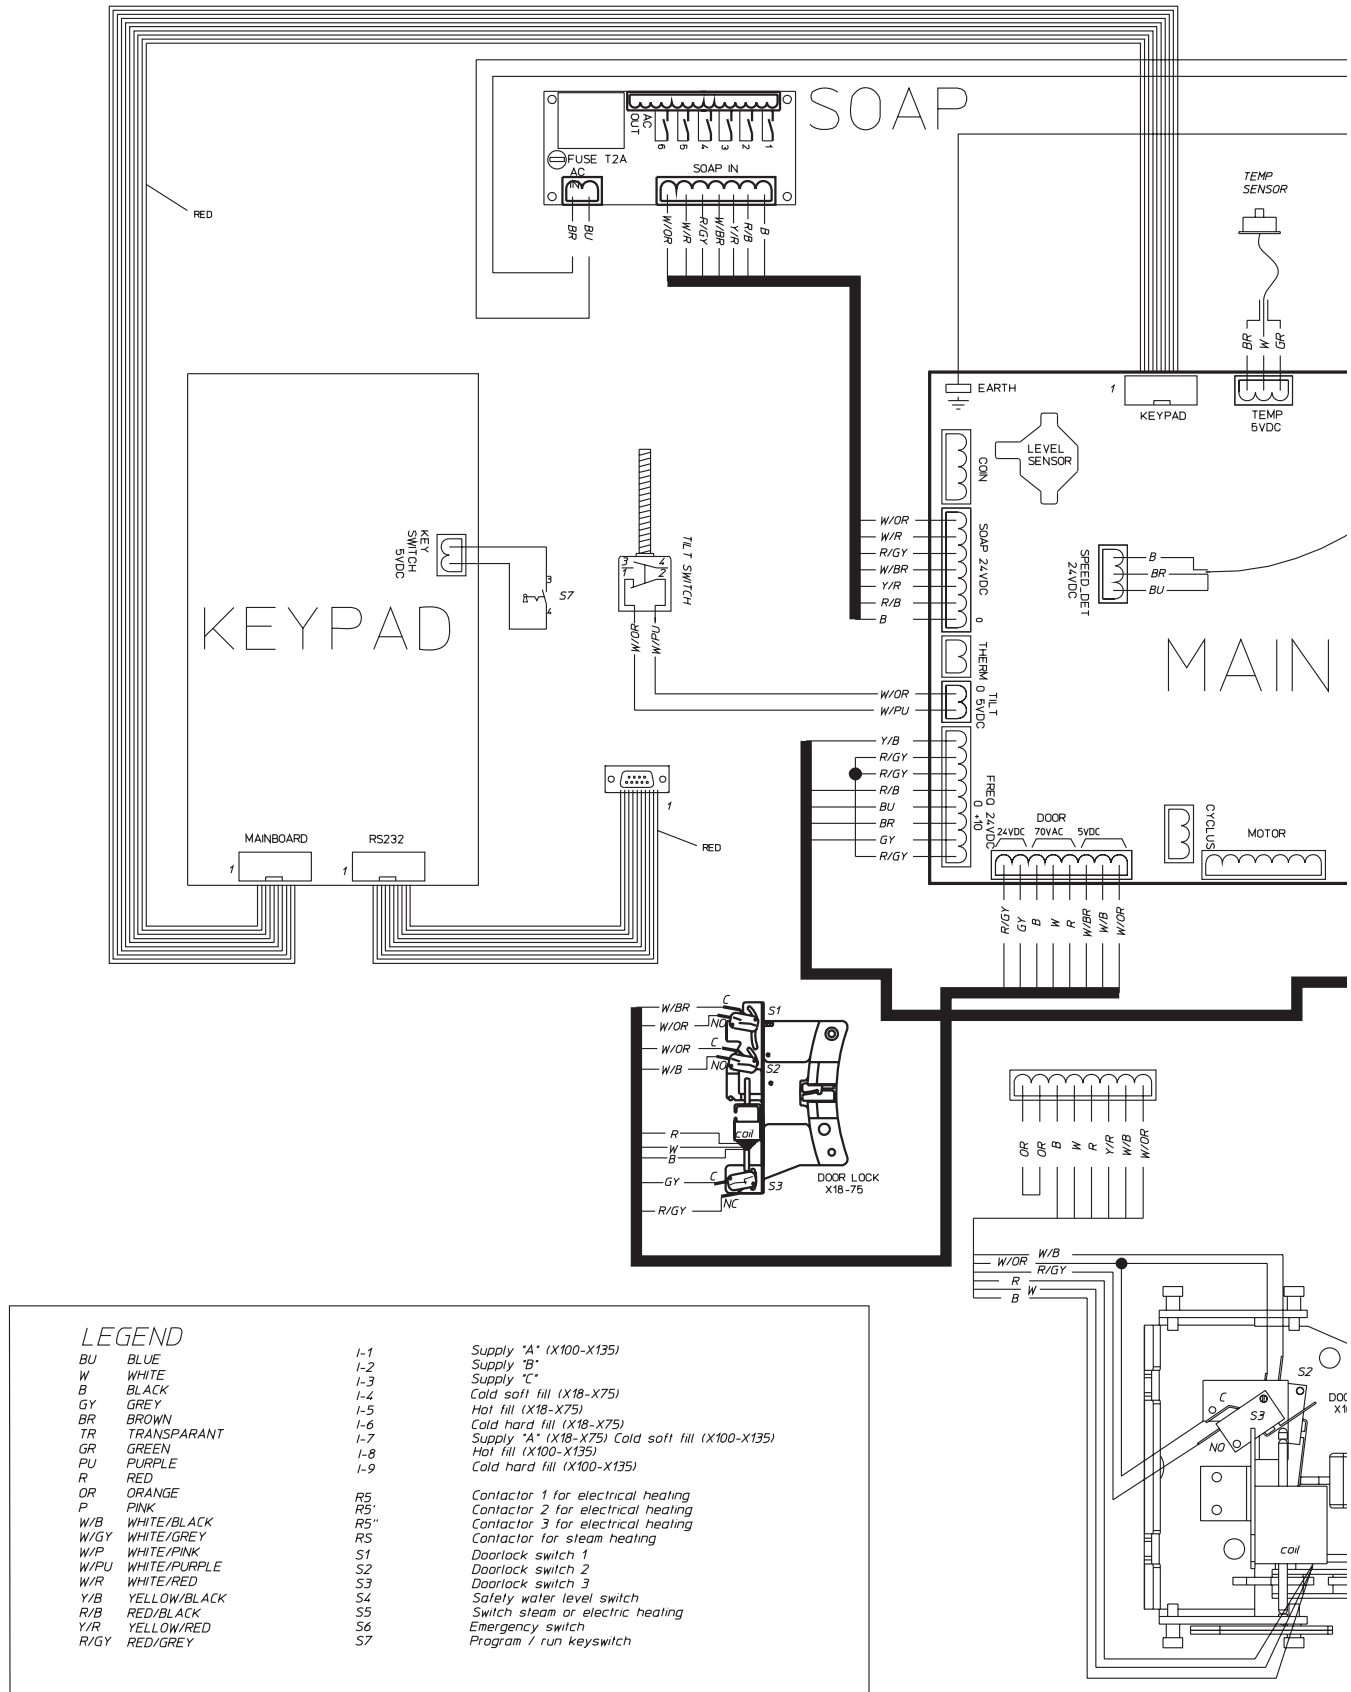 SOAP
AC OUT
6 5 4 3 2 1
FUSE T2A
AC IN
SOAP IN
BR BU
W/OR W/R R/GY W/BR Y/R R/B B
RED
TEMP
SENSOR
BR W GR
EARTH
1
KEYPAD
TEMP
5VDC
COIN
LEVEL
SENSOR
SOAP 24VDC
0
W/OR
W/R
R/GY
W/BR
Y/R
R/B
B
SPEED_DET
24VDC
B
BR
BU
KEY
SWITCH
5VDC
3
S7
4
KEYPAD
TILT SWITCH
3 4
1 2
W/OR W/PU
MAIN
THERM
TILT
0 5VDC
W/OR
W/PU
FREQ 24VDC
0 +10
Y/B
R/GY
R/GY
R/B
BU
BR
GY
R/GY
DOOR
24VDC 70VAC 5VDC
CYCLUS
MOTOR
R/GY GY B W R W/BR W/B W/OR
1
RED
MAINBOARD
RS232
1
1
W/BR C S1
W/OR NO
W/OR C
W/B NO S2
R
coil
W
B
GY C S3
R/GY NC
DOOR LOCK
X18-75
OR OR B W R Y/R W/B W/OR
W/B
W/OR
R/GY
R
W
B
S2
C
S3
NO
coil
LEGEND
BU BLUE
W WHITE
B BLACK
GY GREY
BR BROWN
TR TRANSPARANT
GR GREEN
PU PURPLE
R RED
OR ORANGE
P PINK
W/B WHITE/BLACK
W/GY WHITE/GREY
W/P WHITE/PINK
W/PU WHITE/PURPLE
W/R WHITE/RED
Y/B YELLOW/BLACK
R/B RED/BLACK
Y/R YELLOW/RED
R/GY RED/GREY
I-1 Supply "A" (X100-X135)
I-2 Supply "B"
I-3 Supply "C"
I-4 Cold soft fill (X18-X75)
I-5 Hot fill (X18-X75)
I-6 Cold hard fill (X18-X75)
I-7 Supply "A" (X18-X75) Cold soft fill (X100-X135)
I-8 Hot fill (X100-X135)
I-9 Cold hard fill (X100-X135)
R5 Contactor 1 for electrical heating
R5' Contactor 2 for electrical heating
R5" Contactor 3 for electrical heating
RS Contactor for steam heating
S1 Doorlock switch 1
S2 Doorlock switch 2
S3 Doorlock switch 3
S4 Safety water level switch
S5 Switch steam or electric heating
S6 Emergency switch
S7 Program / run keyswitch